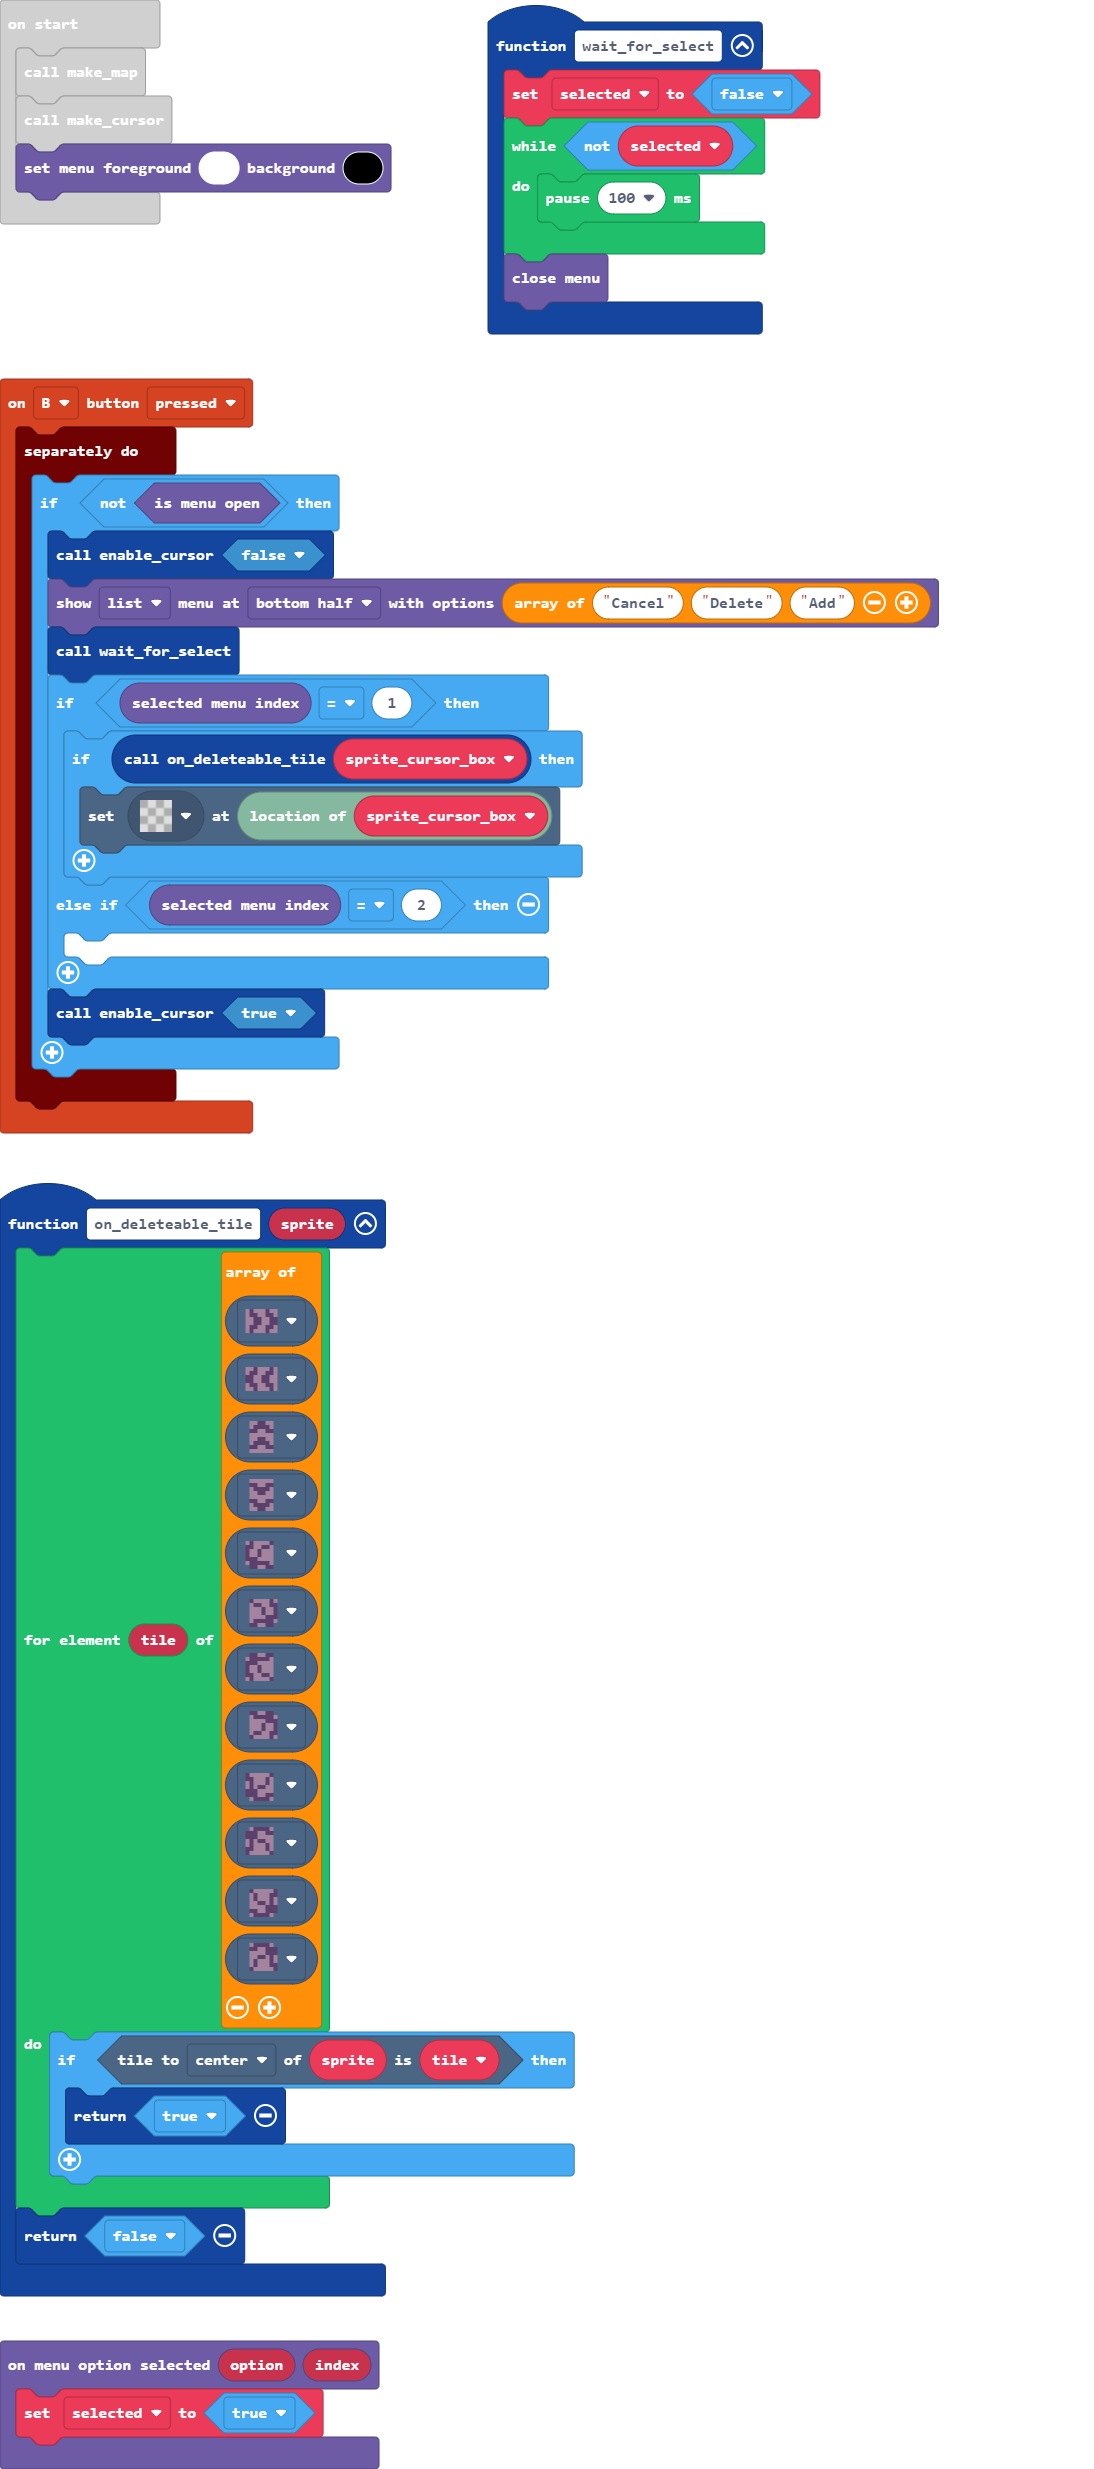 on start
call make_map
call make_cursor
set menu foreground background
function wait_for_select
set selected to false
while not selected
do
pause 100 ms
close menu
on B button pressed
separately do
if not is menu open then
call enable_cursor false
show list menu at bottom half with options array of "Cancel" "Delete" "Add"
call wait_for_select
if selected menu index = 1 then
if call on_deleteable_tile sprite_cursor_box then
set at location of sprite_cursor_box
else if selected menu index = 2 then
call enable_cursor true
function on_deleteable_tile sprite
array of
for element tile of
do
if tile to center of sprite is tile then
return true
return false
on menu option selected option index
set selected to true